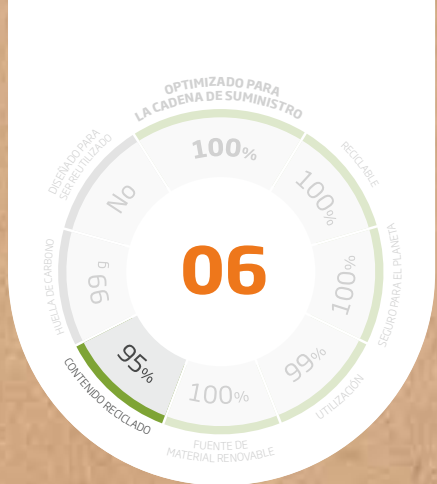 OPTIMIZADO PARA
LA CADENA DE SUMINISTRO
100%
RECICLABLE
100%
SEGURO PARA EL PLANETA
100%
UTILIZACIÓN
99%
FUENTE DE
MATERIAL RENOVABLE
100%
CONTENIDO RECICLADO
95%
HUELLA DE CARBONO
66 g
DISEÑADO PARA
SER REUTILIZADO
No
06